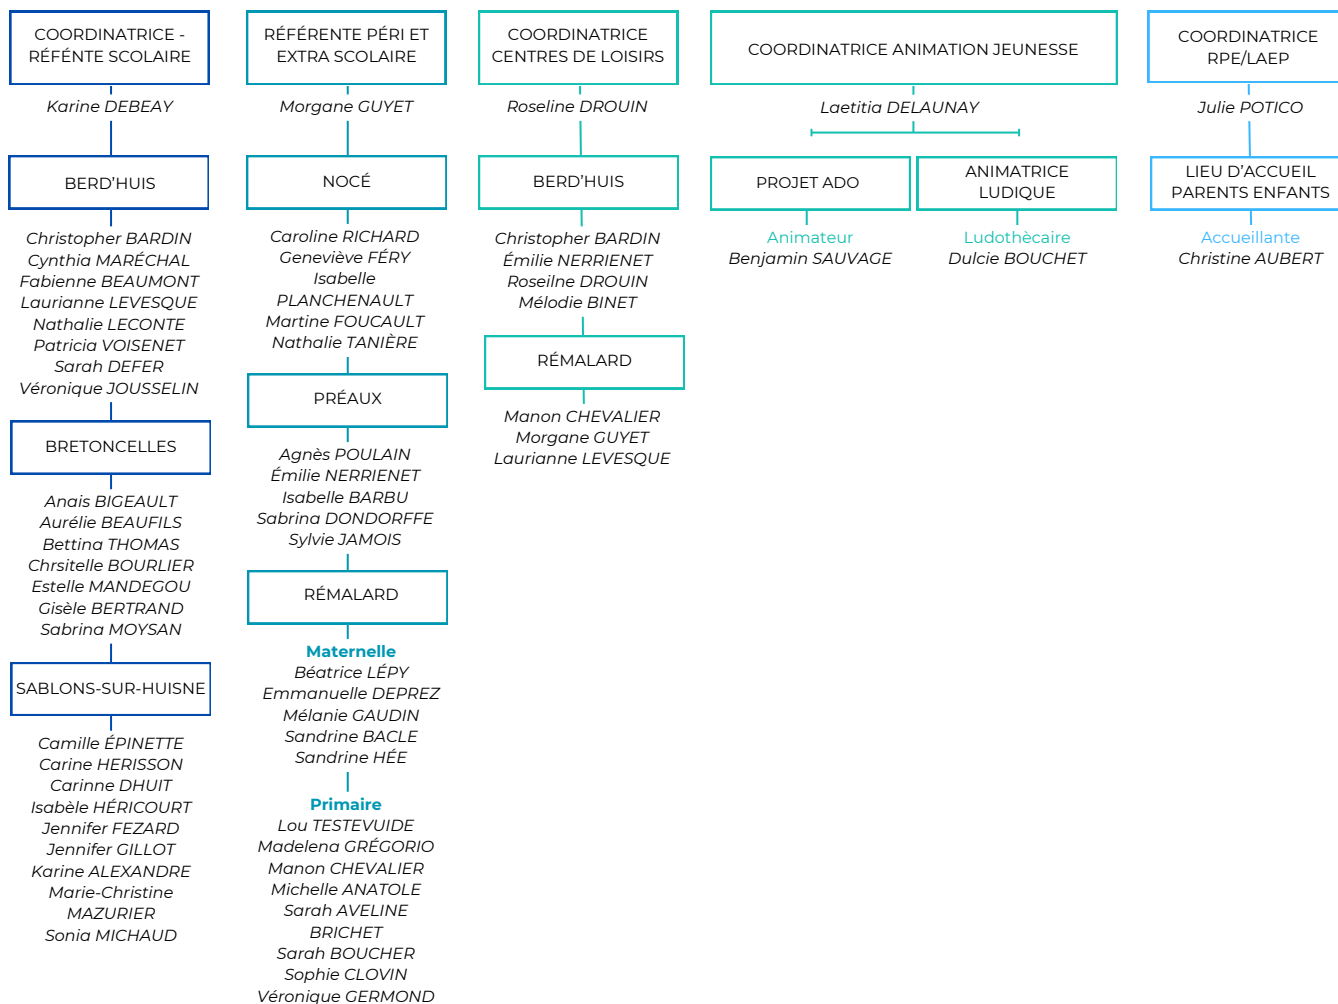 COORDINATRICE -
RÉFÉNTE SCOLAIRE
Karine DEBEAY
BERD'HUIS
Christopher BARDIN
Cynthia MARÉCHAL
Fabienne BEAUMONT
Laurianne LEVESQUE
Nathalie LECONTE
Patricia VOISENET
Sarah DEFER
Véronique JOUSSELIN
BRETONCELLES
Anais BIGEAULT
Aurélie BEAUFILS
Bettina THOMAS
Chrsitelle BOURLIER
Estelle MANDEGOU
Gisèle BERTRAND
Sabrina MOYSAN
SABLONS-SUR-HUISNE
Camille ÉPINETTE
Carine HERISSON
Carinne DHUIT
Isabèle HÉRICOURT
Jennifer FEZARD
Jennifer GILLOT
Karine ALEXANDRE
Marie-Christine
MAZURIER
Sonia MICHAUD
RÉFÉRENTE PÉRI ET
EXTRA SCOLAIRE
Morgane GUYET
NOCÉ
Caroline RICHARD
Geneviève FÉRY
Isabelle
PLANCHENAULT
Martine FOUCAULT
Nathalie TANIÈRE
PRÉAUX
Agnès POULAIN
Émilie NERRIENET
Isabelle BARBU
Sabrina DONDORFFE
Sylvie JAMOIS
RÉMALARD
Maternelle
Béatrice LÉPY
Emmanuelle DEPREZ
Mélanie GAUDIN
Sandrine BACLE
Sandrine HÉE
Primaire
Lou TESTEVUIDE
Madelena GRÉGORIO
Manon CHEVALIER
Michelle ANATOLE
Sarah AVELINE
BRICHET
Sarah BOUCHER
Sophie CLOVIN
Véronique GERMOND
COORDINATRICE
CENTRES DE LOISIRS
Roseline DROUIN
BERD'HUIS
Christopher BARDIN
Émilie NERRIENET
Roseilne DROUIN
Mélodie BINET
RÉMALARD
Manon CHEVALIER
Morgane GUYET
Laurianne LEVESQUE
COORDINATRICE ANIMATION JEUNESSE
Laetitia DELAUNAY
PROJET ADO
Animateur
Benjamin SAUVAGE
ANIMATRICE
LUDIQUE
Ludothècaire
Dulcie BOUCHET
COORDINATRICE
RPE/LAEP
Julie POTICO
LIEU D'ACCUEIL
PARENTS ENFANTS
Accueillante
Christine AUBERT